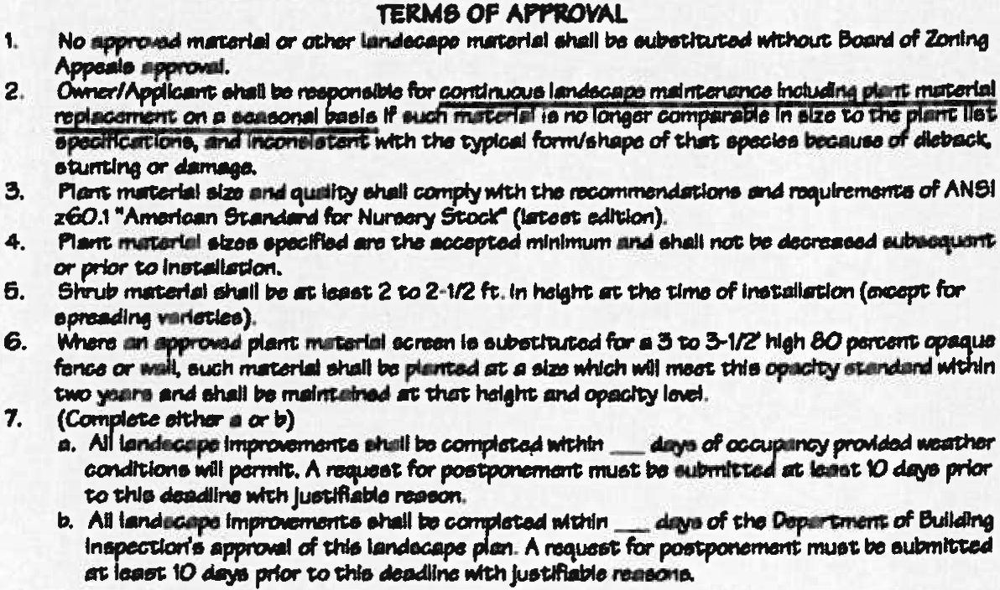 TERMS OF APPROVAL
1. No approved material or other landscape material shall be substituted without Board of Zoning
Appeals approval.
2. Owner/Applicant shall be responsible for continuous landscape maintenance including plant material
replacement on a seasonal basis if such material is no longer comparable in size to the plant list
specifications, and inconsistent with the typical form/shape of that species because of dieback,
stunting or damage.
3. Plant material size and quality shall comply with the recommendations and requirements of ANSI
z60.1 "American Standard for Nursery Stock" (latest edition).
4. Plant material sizes specified are the accepted minimum and shall not be decreased subsequent
or prior to installation.
5. Shrub material shall be at least 2 to 2-1/2 ft. in height at the time of installation (except for
spreading varieties).
6. Where an approved plant material screen is substituted for a 3 to 3-1/2' high 80 percent opaque
fence or wall, such material shall be planted at a size which will meet this opacity standard within
two years and shall be maintained at that height and opacity level.
7. (Complete either a or b)
a. All landscape improvements shall be completed within ___ days of occupancy provided weather
conditions will permit. A request for postponement must be submitted at least 10 days prior
to this deadline with justifiable reason.
b. All landscape improvements shall be completed within ___ days of the Department of Building
Inspection's approval of this landscape plan. A request for postponement must be submitted
at least 10 days prior to this deadline with justifiable reasons.